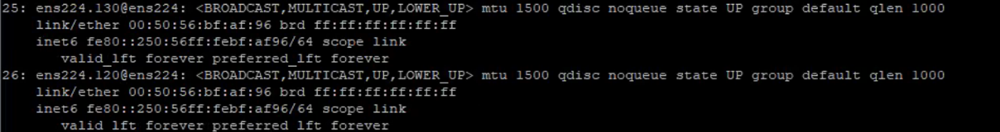 25: ens224.130@ens224: <BROADCAST,MULTICAST,UP,LOWER_UP> mtu 1500 qdisc noqueue state UP group default qlen 1000
link/ether 00:50:56:bf:af:96 brd ff:ff:ff:ff:ff:ff
inet6 fe80::250:56ff:febf:af96/64 scope link
valid_lft forever preferred_lft forever
26: ens224.120@ens224: <BROADCAST,MULTICAST,UP,LOWER_UP> mtu 1500 qdisc noqueue state UP group default qlen 1000
link/ether 00:50:56:bf:af:96 brd ff:ff:ff:ff:ff:ff
inet6 fe80::250:56ff:febf:af96/64 scope link
valid_lft forever preferred_lft forever